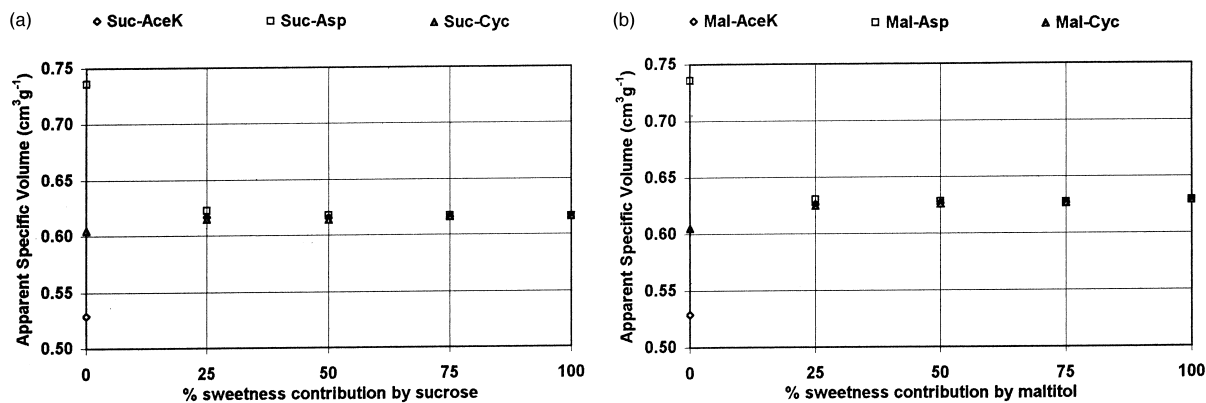 (a) Suc-AceK Suc-Asp Suc-Cyc
Apparent Specific Volume (cm³g⁻¹)
0.75
0.70
0.65
0.60
0.55
0.50
0 25 50 75 100
% sweetness contribution by sucrose
(b) Mal-AceK Mal-Asp Mal-Cyc
Apparent Specific Volume (cm³g⁻¹)
0.75
0.70
0.65
0.60
0.55
0.50
0 25 50 75 100
% sweetness contribution by maltitol